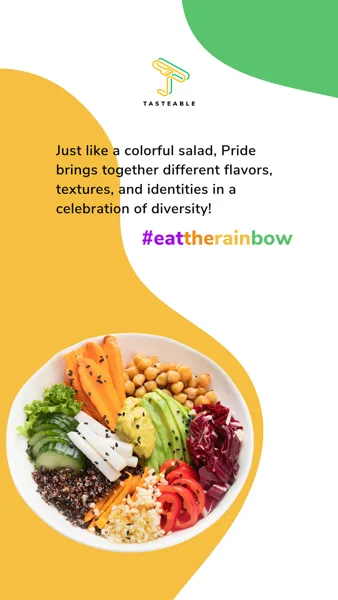 TASTEABLE
Just like a colorful salad, Pride
brings together different flavors,
textures, and identities in a
celebration of diversity!
#eattherainbow